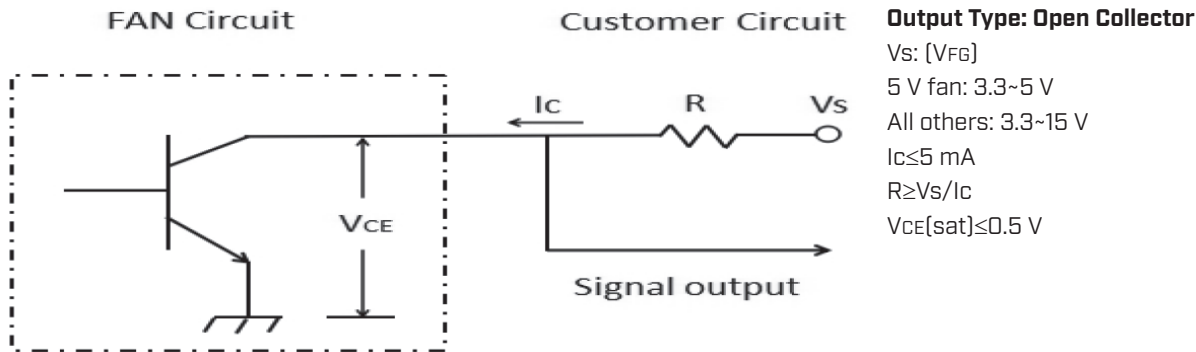 FAN Circuit
Customer Circuit
Ic
R
Vs
VCE
Signal output
Output Type: Open Collector
Vs: (VFG)
5 V fan: 3.3~5 V
All others: 3.3~15 V
Ic≤5 mA
R≥Vs/Ic
VCE(sat)≤0.5 V